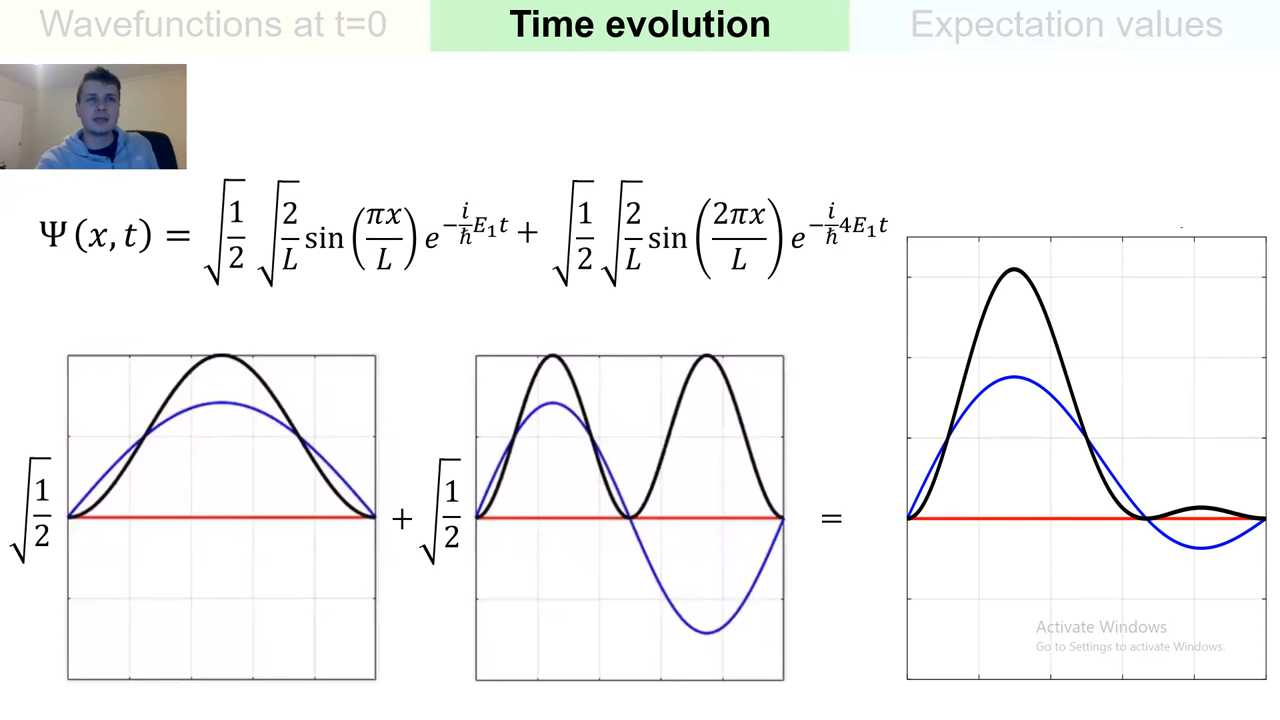 Wavefunctions at t=0
Time evolution
Expectation values
Ψ(x,t) = √(1/2) √(2/L) sin(πx/L) e^(-(i/ħ)E₁t) + √(1/2) √(2/L) sin(2πx/L) e^(-(i/ħ)4E₁t)
√(1/2) + √(1/2) =
Activate Windows
Go to Settings to activate Windows.